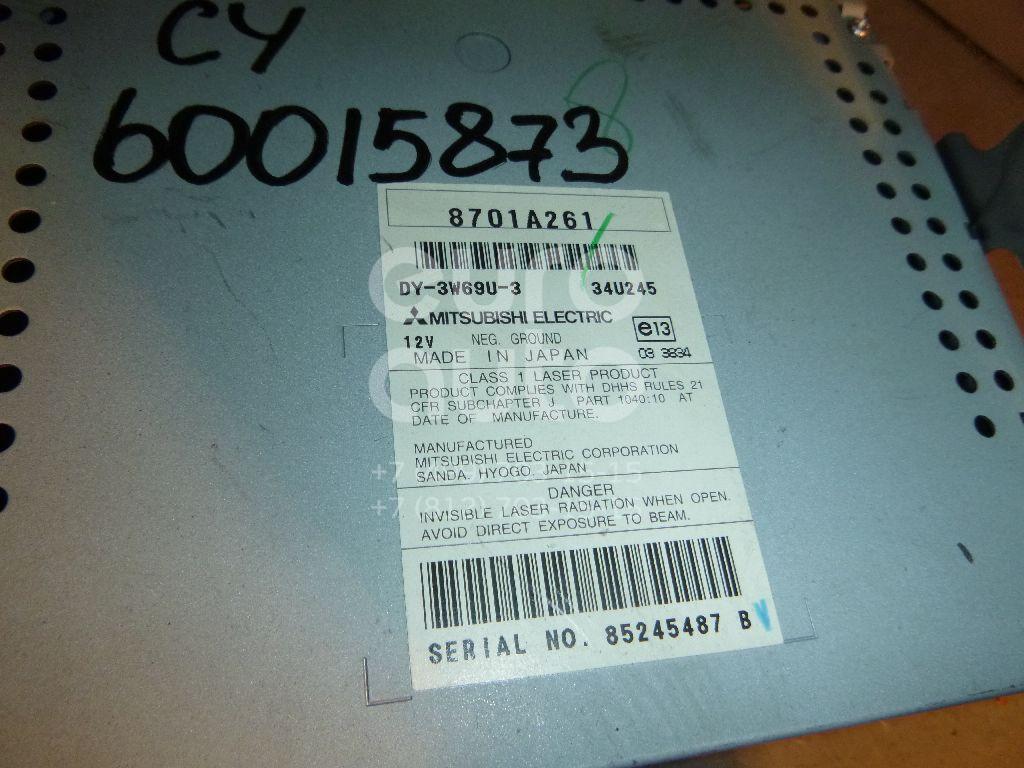 CY
60015873
8701A261
DY-3W69U-3 34U245
MITSUBISHI ELECTRIC e13
12V NEG. GROUND
MADE IN JAPAN 03 3834
CLASS 1 LASER PRODUCT
PRODUCT COMPLIES WITH DHHS RULES 21
CFR SUBCHAPTER J, PART 1040:10 AT
DATE OF MANUFACTURE.
MANUFACTURED
MITSUBISHI ELECTRIC CORPORATION
SANDA, HYOGO, JAPAN
DANGER
INVISIBLE LASER RADIATION WHEN OPEN.
AVOID DIRECT EXPOSURE TO BEAM.
SERIAL NO. 85245487 B
euro
auto